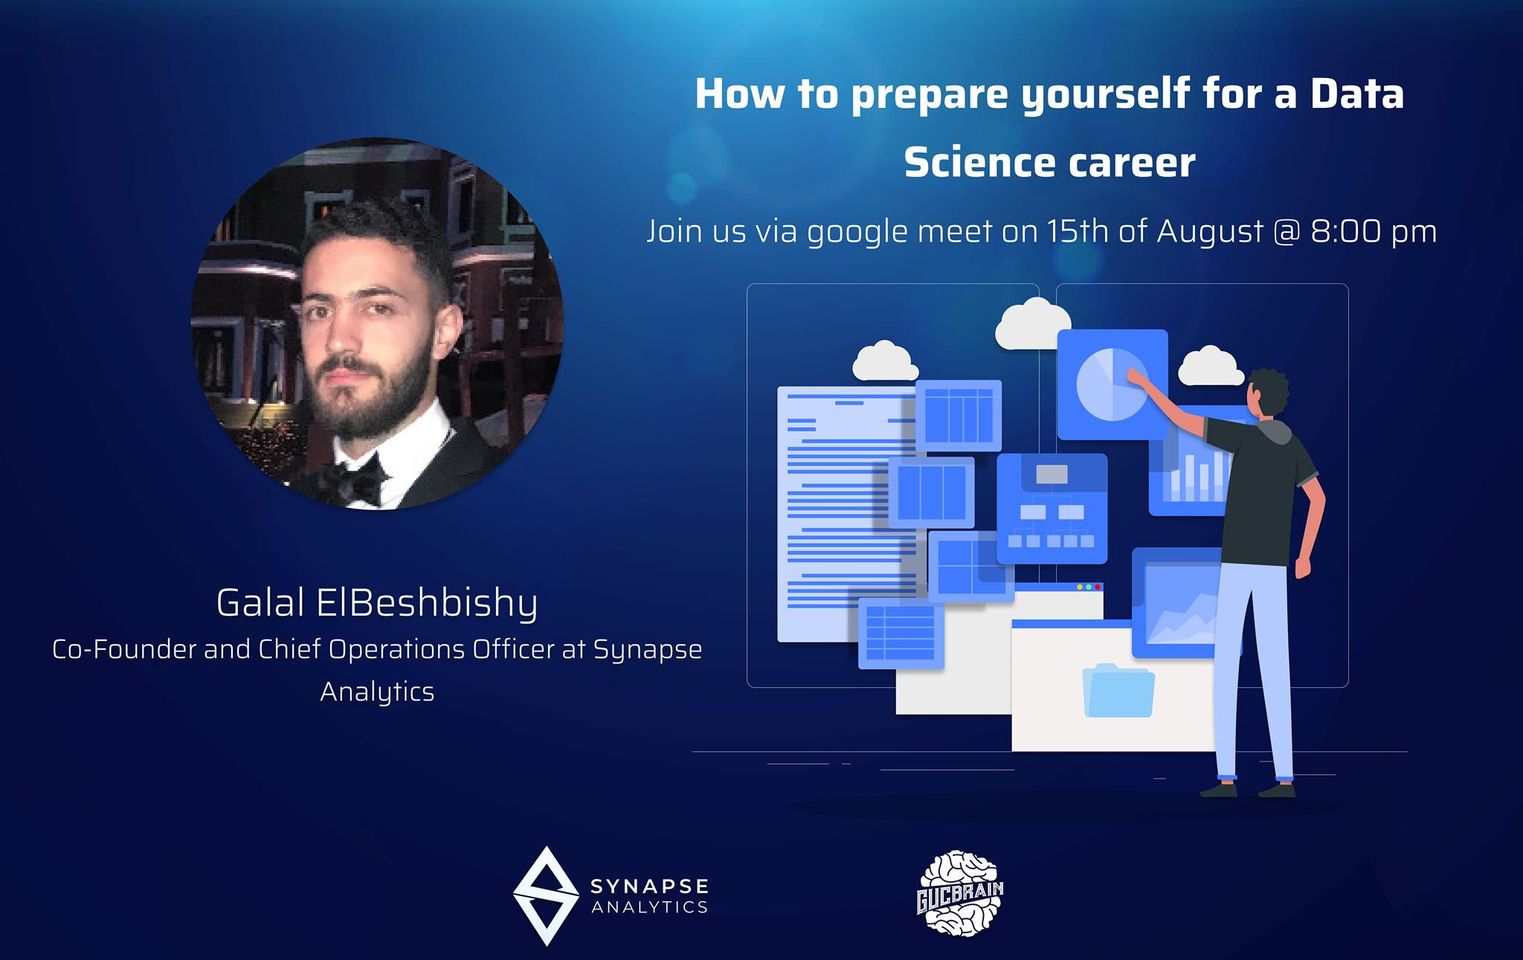 How to prepare yourself for a Data
Science career
Join us via google meet on 15th of August @ 8:00 pm
Galal ElBeshbishy
Co-Founder and Chief Operations Officer at Synapse
Analytics
SYNAPSE
ANALYTICS
GUCBRAIN